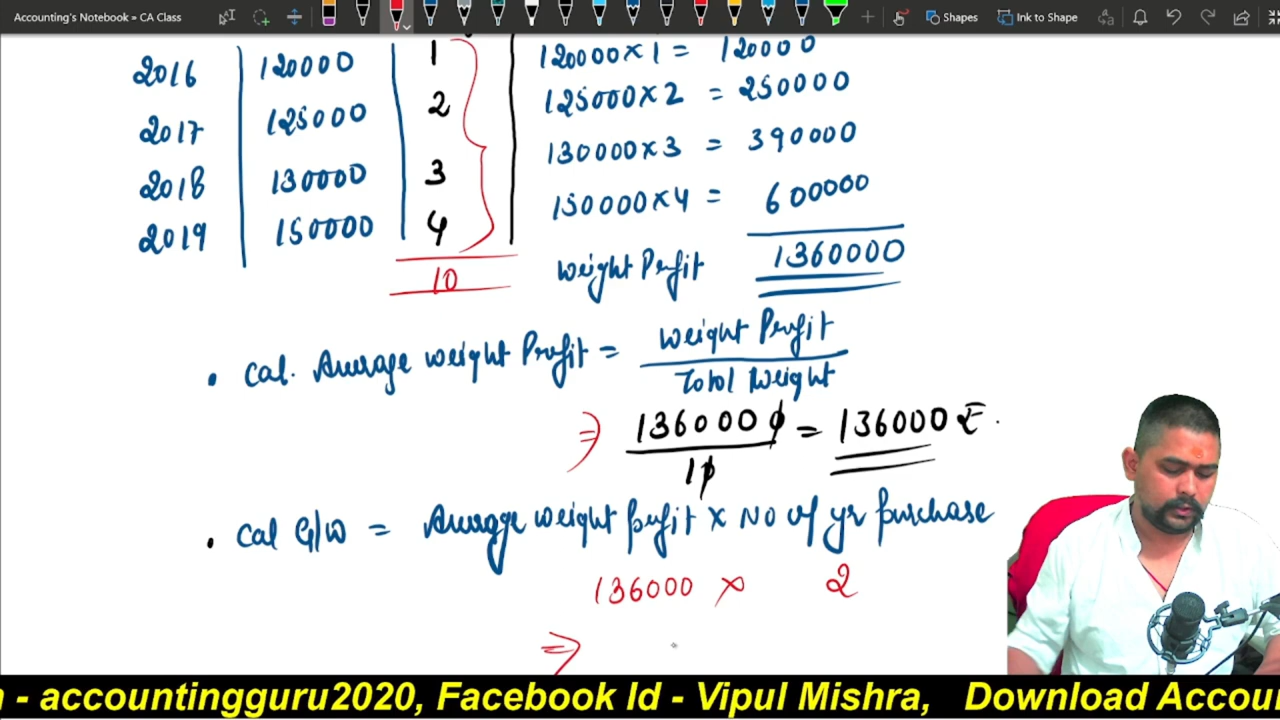 Accounting's Notebook » CA Class
Shapes
Ink to Shape
2016 120000 1 120000×1 = 120000
2017 125000 2 125000×2 = 250000
2018 130000 3 130000×3 = 390000
2019 150000 4 150000×4 = 600000
10 Weight Profit 1360000
• Cal. Average weight Profit = Weight Profit
Total Weight
⇒ 1360000 = 136000 ₹.
10
• Cal G/W = Average weight profit × No of yr purchase
136000 × 2
⇒
- accountingguru2020, Facebook Id - Vipul Mishra, Download Accou